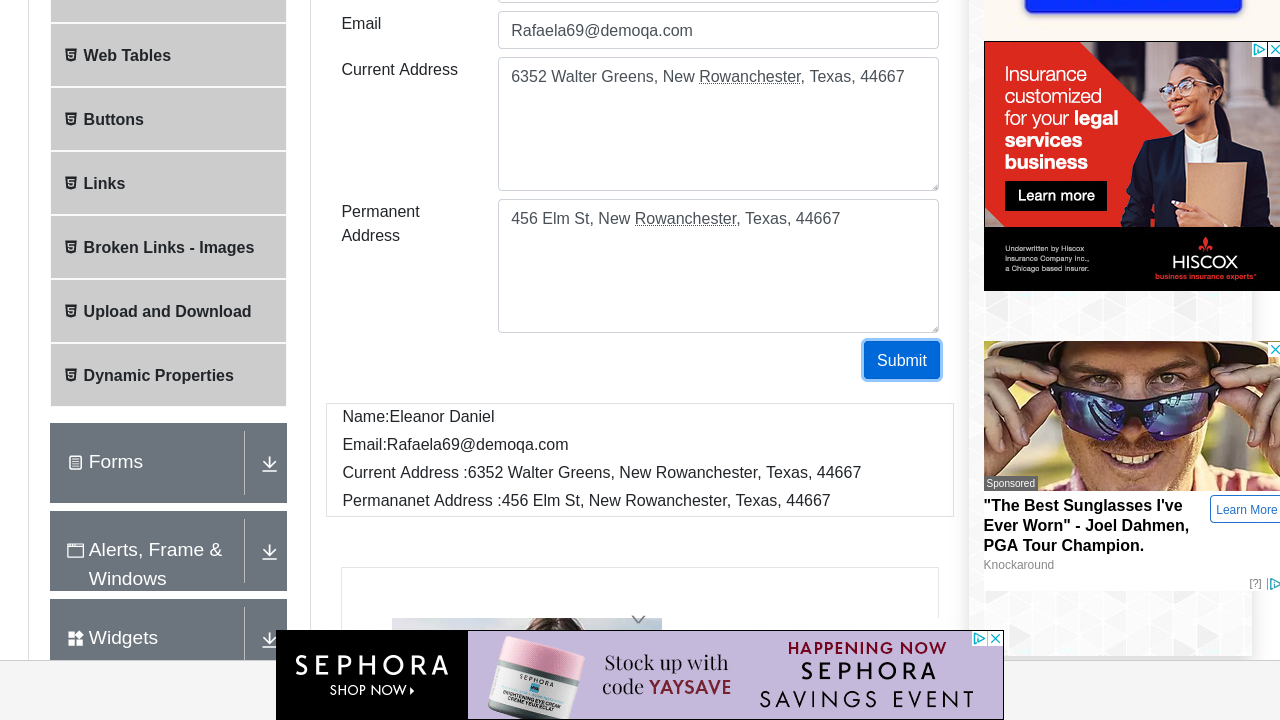 Web Tables
Buttons
Links
Broken Links - Images
Upload and Download
Dynamic Properties
Forms
Alerts, Frame &
Windows
Widgets
Email
Rafaela69@demoqa.com
Current Address
6352 Walter Greens, New Rowanchester, Texas, 44667
Permanent
Address
456 Elm St, New Rowanchester, Texas, 44667
Submit
Name:Eleanor Daniel
Email:Rafaela69@demoqa.com
Current Address :6352 Walter Greens, New Rowanchester, Texas, 44667
Permananet Address :456 Elm St, New Rowanchester, Texas, 44667
Insurance
customized
for your legal
services
business
Learn more
Underwritten by Hiscox
Insurance Company Inc.,
a Chicago based insurer.
HISCOX
business insurance experts
Sponsored
"The Best Sunglasses I've
Ever Worn" - Joel Dahmen,
PGA Tour Champion.
Learn More
Knockaround
[?]
SEPHORA
SHOP NOW
Stock up with
code YAYSAVE
HAPPENING NOW
SEPHORA
SAVINGS EVENT